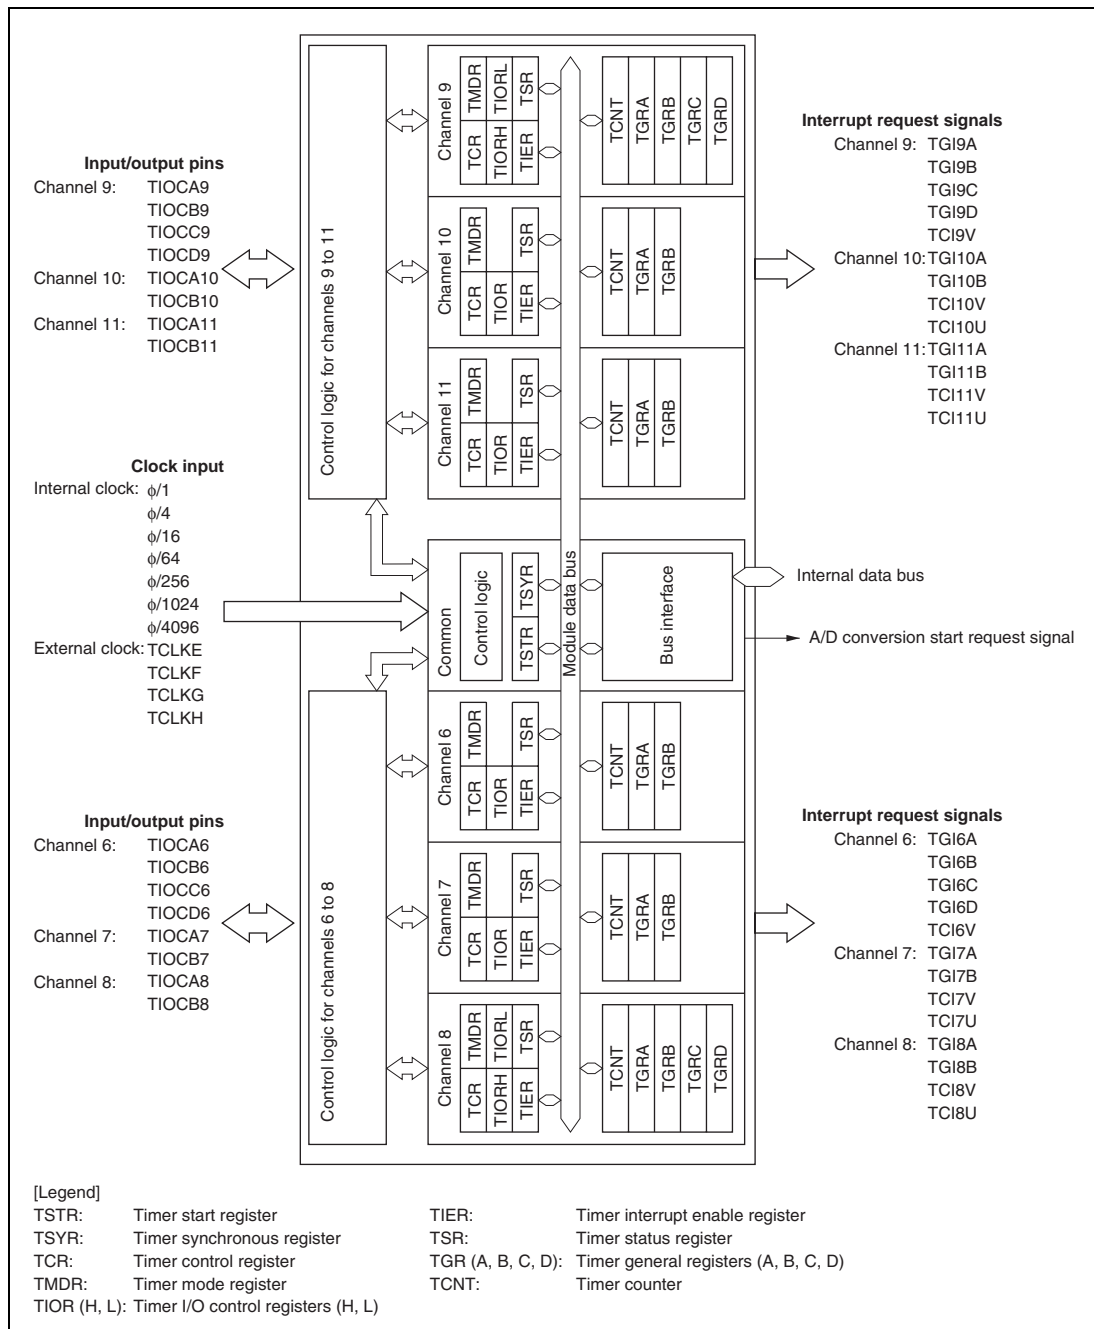 Input/output pins
Channel 9: TIOCA9
TIOCB9
TIOCC9
TIOCD9
Channel 10: TIOCA10
TIOCB10
Channel 11: TIOCA11
TIOCB11
Clock input
Internal clock: φ/1
φ/4
φ/16
φ/64
φ/256
φ/1024
φ/4096
External clock: TCLKE
TCLKF
TCLKG
TCLKH
Input/output pins
Channel 6: TIOCA6
TIOCB6
TIOCC6
TIOCD6
Channel 7: TIOCA7
TIOCB7
Channel 8: TIOCA8
TIOCB8
Control logic for channels 9 to 11
Control logic for channels 6 to 8
Channel 9
TCR TMDR
TIORH TIORL
TIER TSR
TCNT
TGRA
TGRB
TGRC
TGRD
Channel 10
TCR TMDR
TIOR
TIER TSR
TCNT
TGRA
TGRB
Channel 11
TCR TMDR
TIOR
TIER TSR
TCNT
TGRA
TGRB
Common
Control logic
TSTR TSYR
Module data bus
Bus interface
Channel 6
TCR TMDR
TIOR
TIER TSR
TCNT
TGRA
TGRB
Channel 7
TCR TMDR
TIOR
TIER TSR
TCNT
TGRA
TGRB
Channel 8
TCR TMDR
TIORH TIORL
TIER TSR
TCNT
TGRA
TGRB
TGRC
TGRD
Interrupt request signals
Channel 9: TGI9A
TGI9B
TGI9C
TGI9D
TCI9V
Channel 10: TGI10A
TGI10B
TCI10V
TCI10U
Channel 11: TGI11A
TGI11B
TCI11V
TCI11U
Internal data bus
A/D conversion start request signal
Interrupt request signals
Channel 6: TGI6A
TGI6B
TGI6C
TGI6D
TCI6V
Channel 7: TGI7A
TGI7B
TCI7V
TCI7U
Channel 8: TGI8A
TGI8B
TCI8V
TCI8U
[Legend]
TSTR: Timer start register
TSYR: Timer synchronous register
TCR: Timer control register
TMDR: Timer mode register
TIOR (H, L): Timer I/O control registers (H, L)
TIER: Timer interrupt enable register
TSR: Timer status register
TGR (A, B, C, D): Timer general registers (A, B, C, D)
TCNT: Timer counter